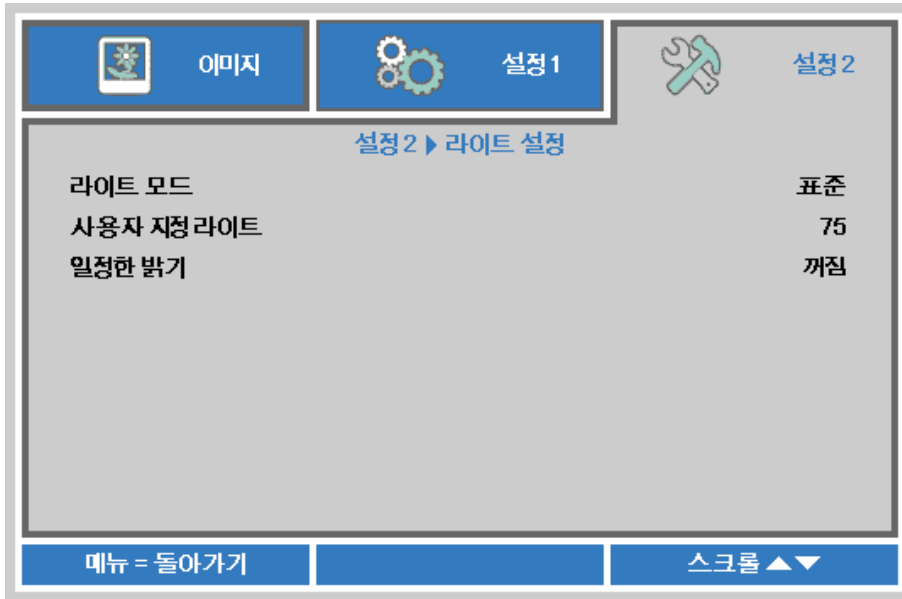 이미지 설정1 설정2
설정2 ▶ 라이트 설정
라이트 모드 표준
사용자 지정 라이트 75
일정한 밝기 꺼짐
메뉴 = 돌아가기 스크롤 ▲▼